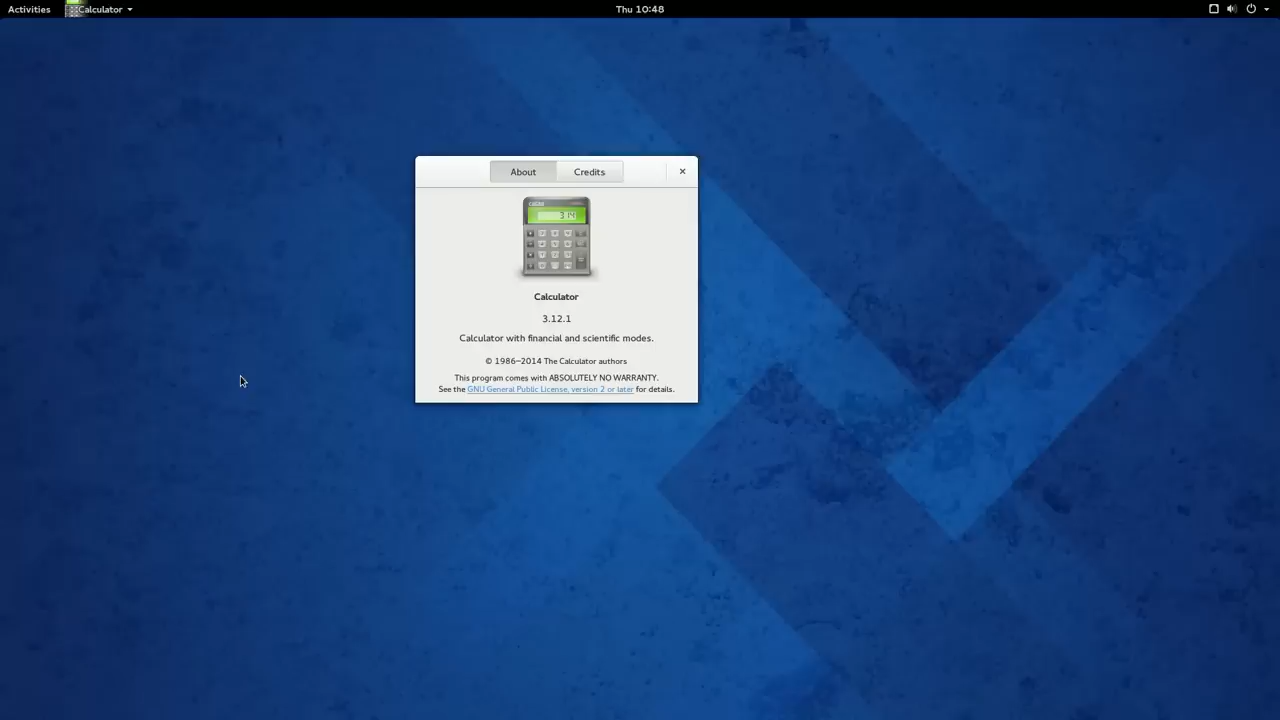 Activities Calculator Thu 10:48
About Credits
3.14
Calculator
3.12.1
Calculator with financial and scientific modes.
© 1986–2014 The Calculator authors
This program comes with ABSOLUTELY NO WARRANTY.
See the GNU General Public License, version 2 or later for details.